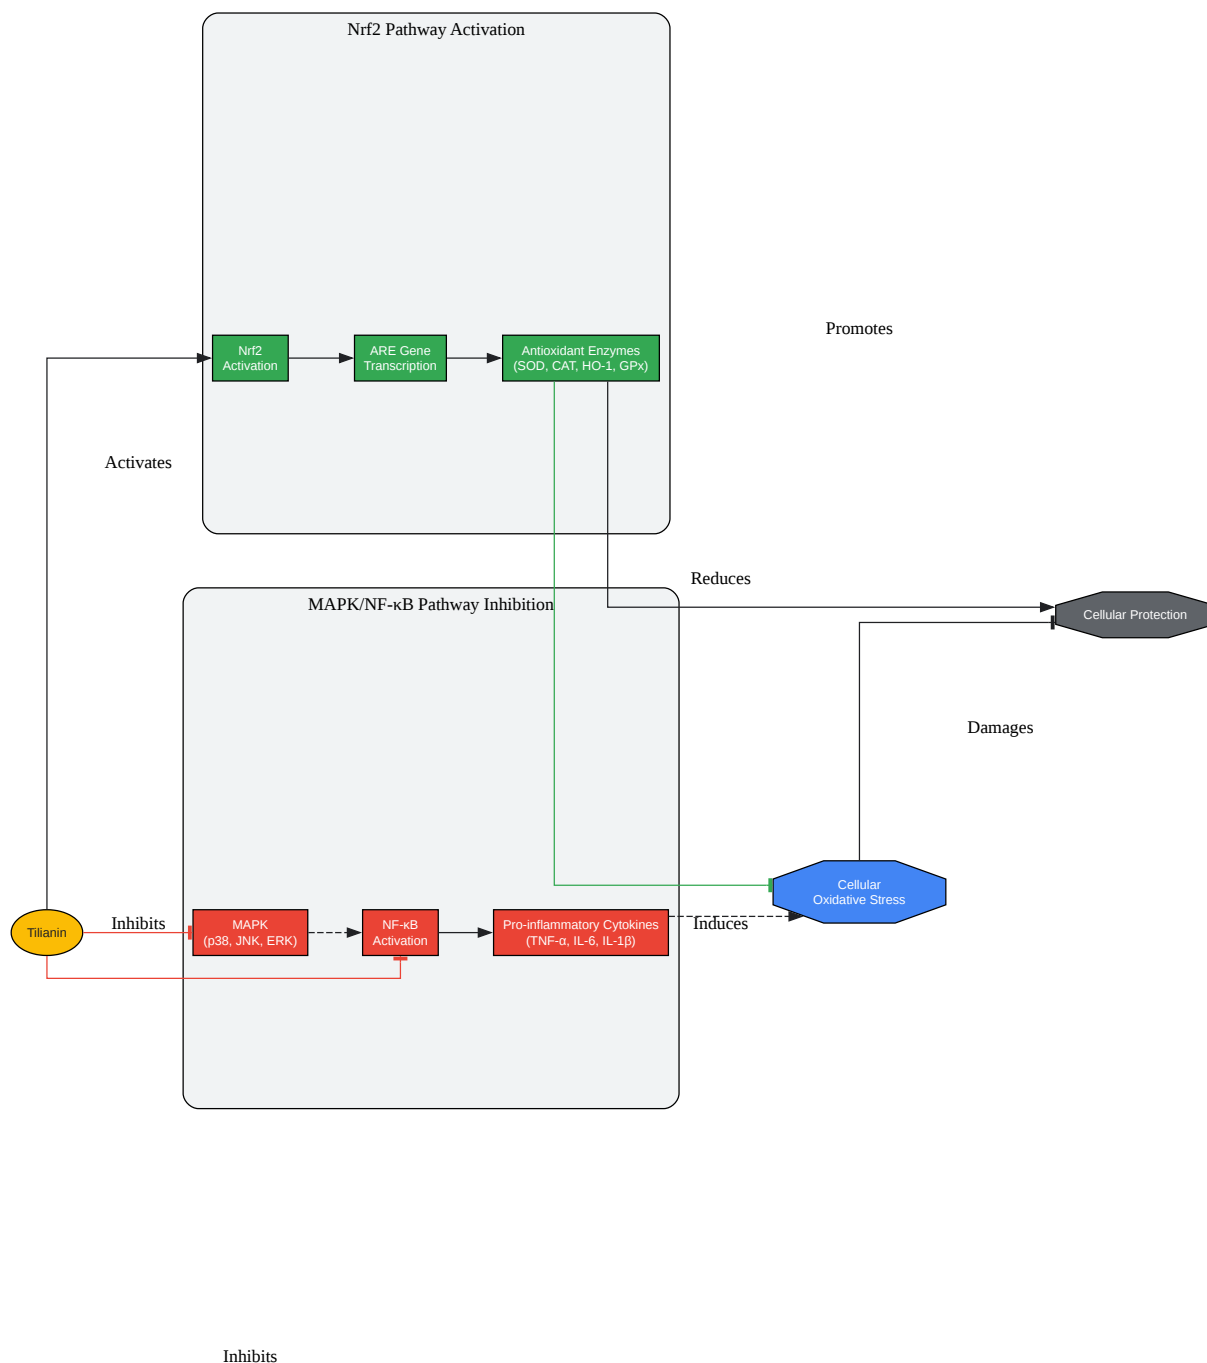 Nrf2 Pathway Activation
Promotes
Nrf2
Activation
ARE Gene
Transcription
Antioxidant Enzymes
(SOD, CAT, HO-1, GPx)
Activates
Reduces
MAPK/NF-κB Pathway Inhibition
Cellular Protection
Damages
Cellular
Oxidative Stress
Tilianin
Inhibits
MAPK
(p38, JNK, ERK)
NF-κB
Activation
Pro-inflammatory Cytokines
(TNF-α, IL-6, IL-1β)
Induces
Inhibits